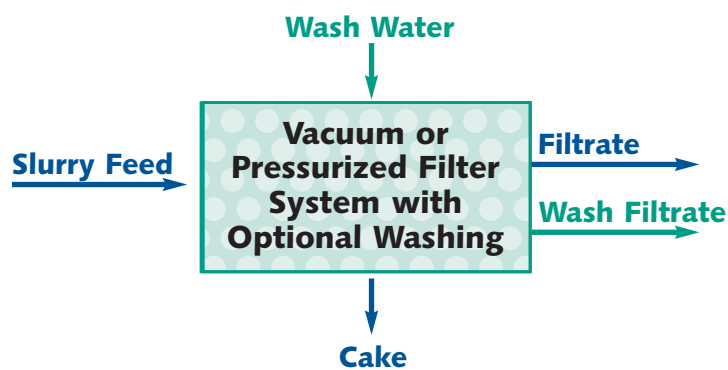 Wash Water
Slurry Feed
Vacuum or
Pressurized Filter
System with
Optional Washing
Filtrate
Wash Filtrate
Cake